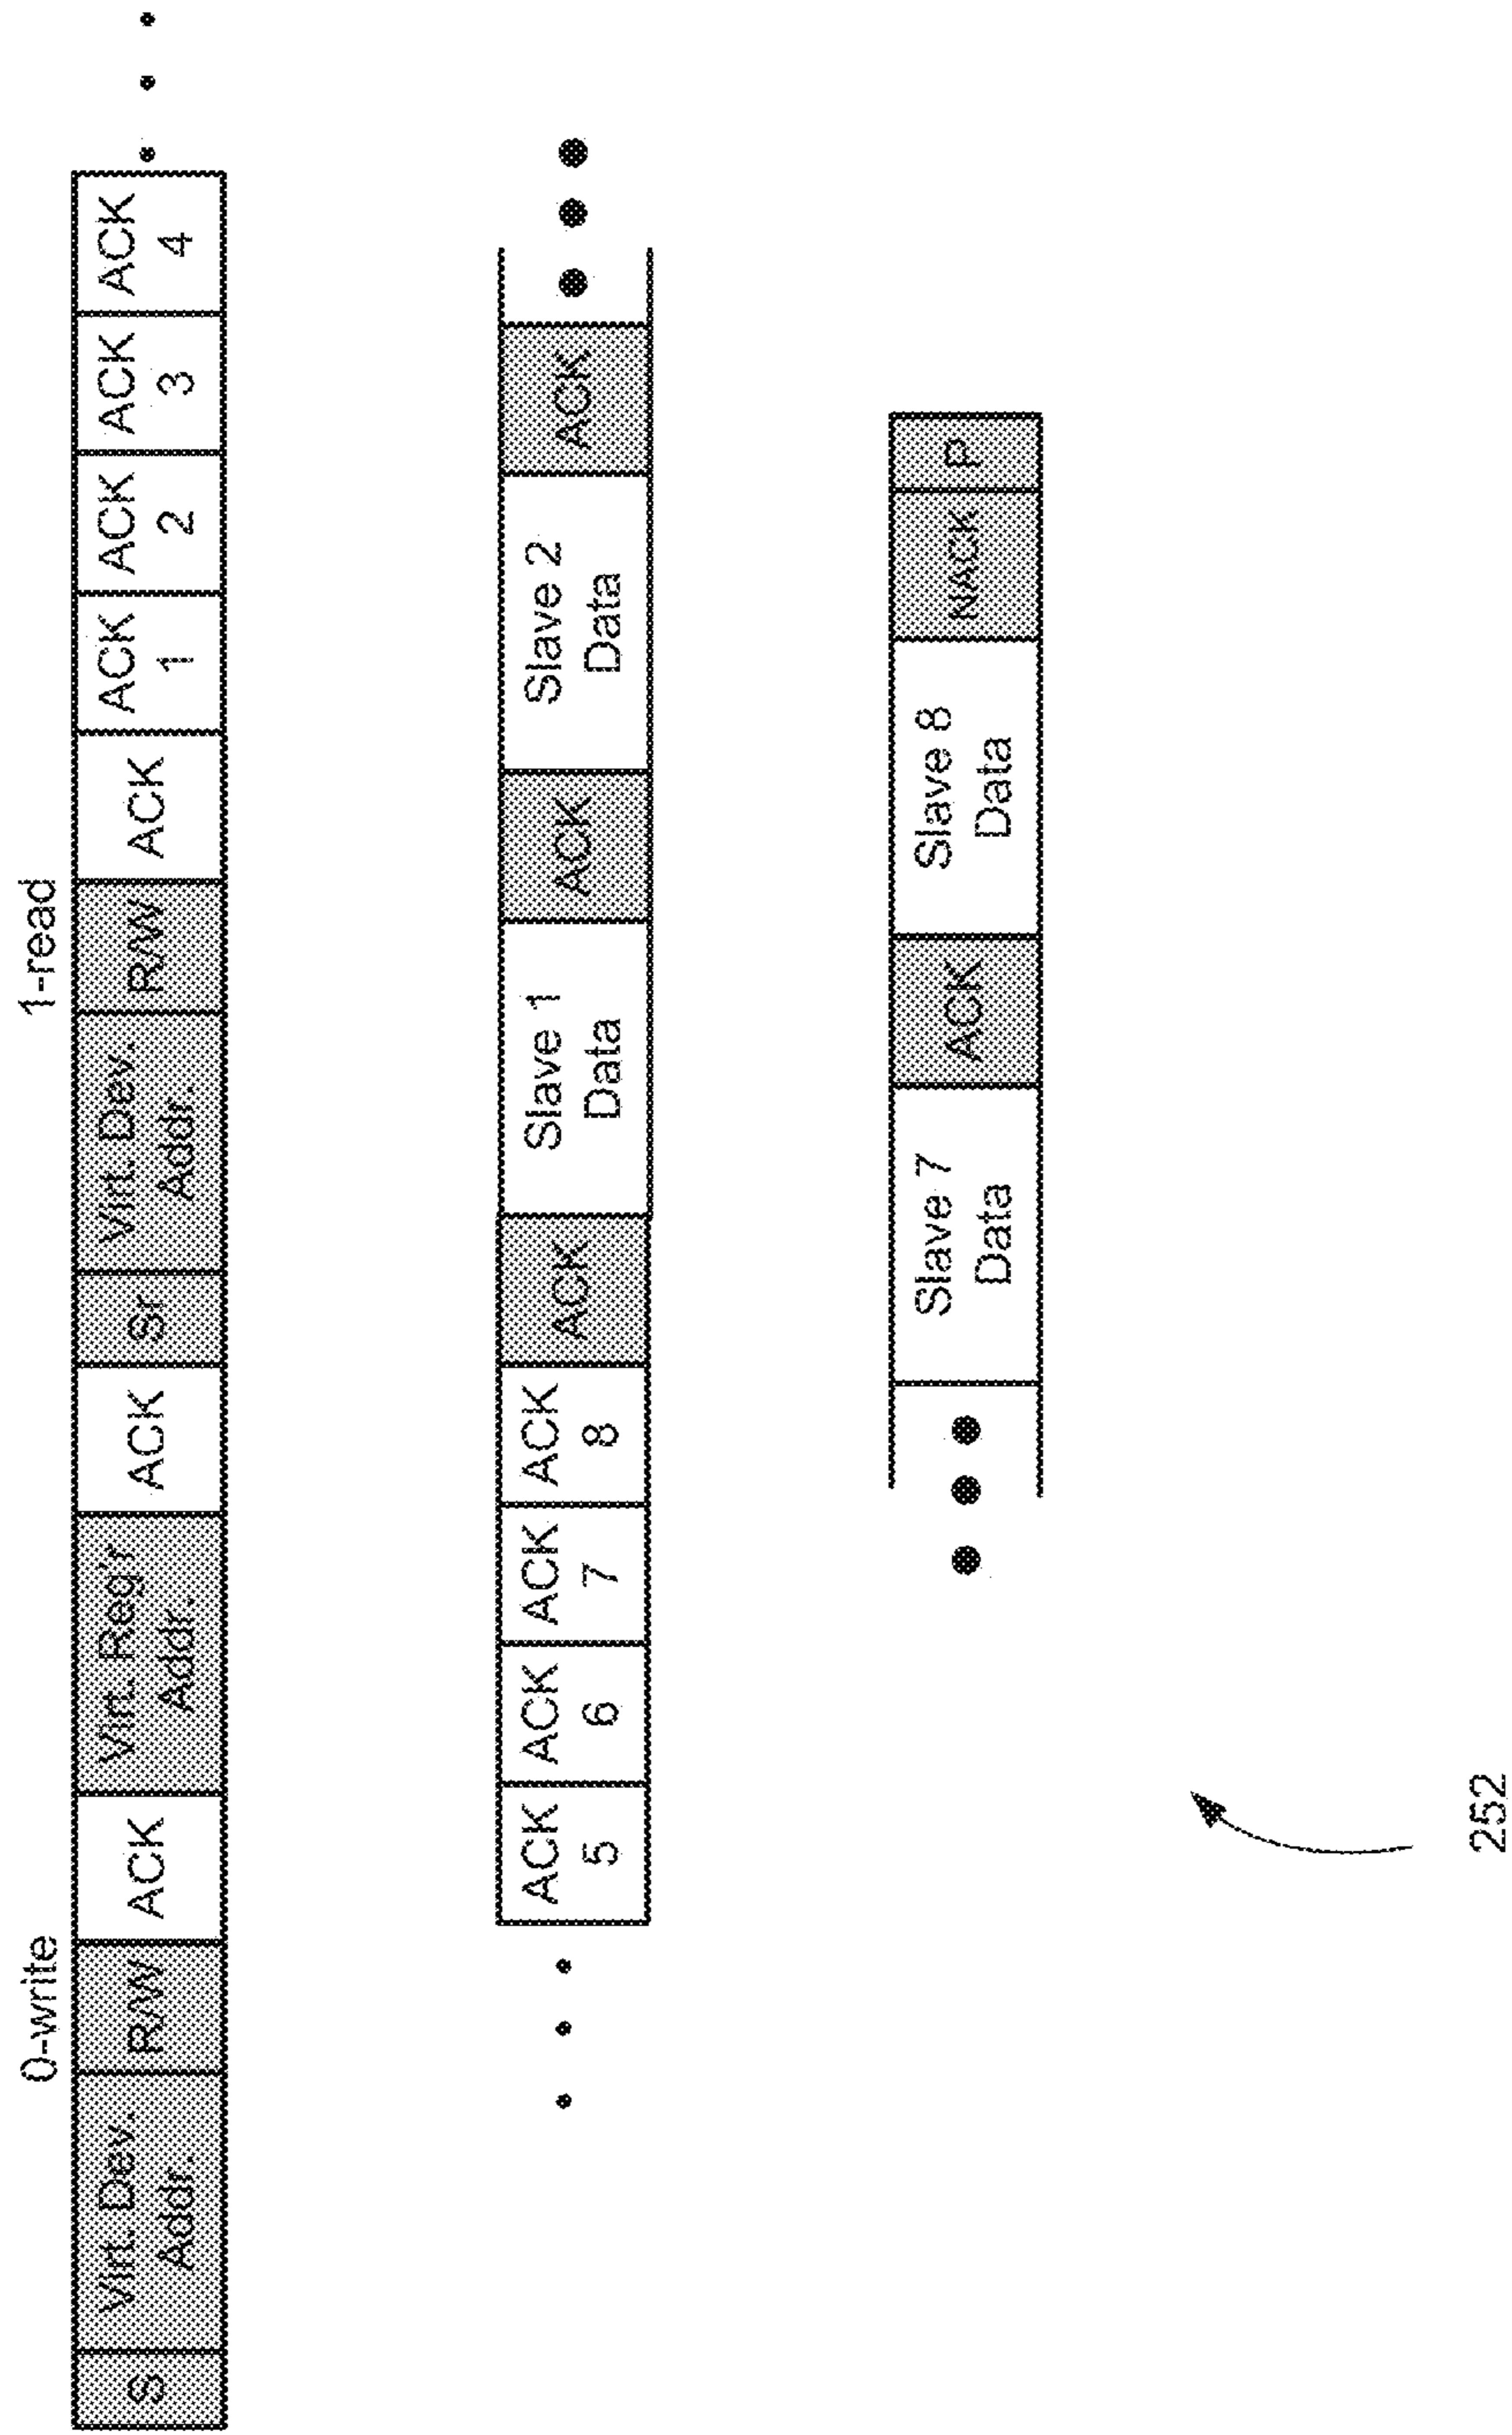 0-write 1-read
S Virt. Dev. Addr. R/W ACK Virt. Reg'r Addr. ACK Sr Virt. Dev. Addr. R/W ACK ACK 1 ACK 2 ACK 3 ACK 4
ACK 5 ACK 6 ACK 7 ACK 8 ACK Slave 1 Data ACK Slave 2 Data ACK
Slave 7 Data ACK Slave 8 Data NACK P
252